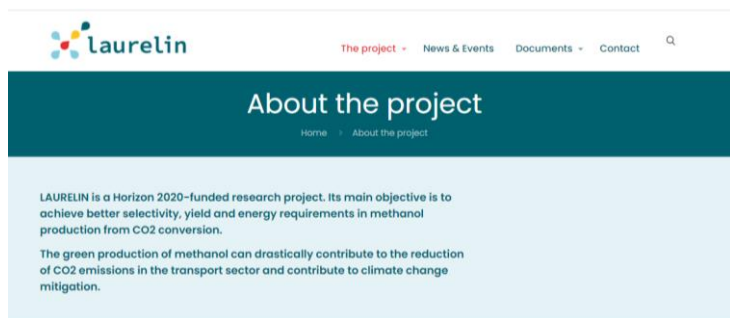 laurelin
The project News & Events Documents Contact
About the project
Home > About the project
LAURELIN is a Horizon 2020-funded research project. Its main objective is to
achieve better selectivity, yield and energy requirements in methanol
production from CO2 conversion.
The green production of methanol can drastically contribute to the reduction
of CO2 emissions in the transport sector and contribute to climate change
mitigation.